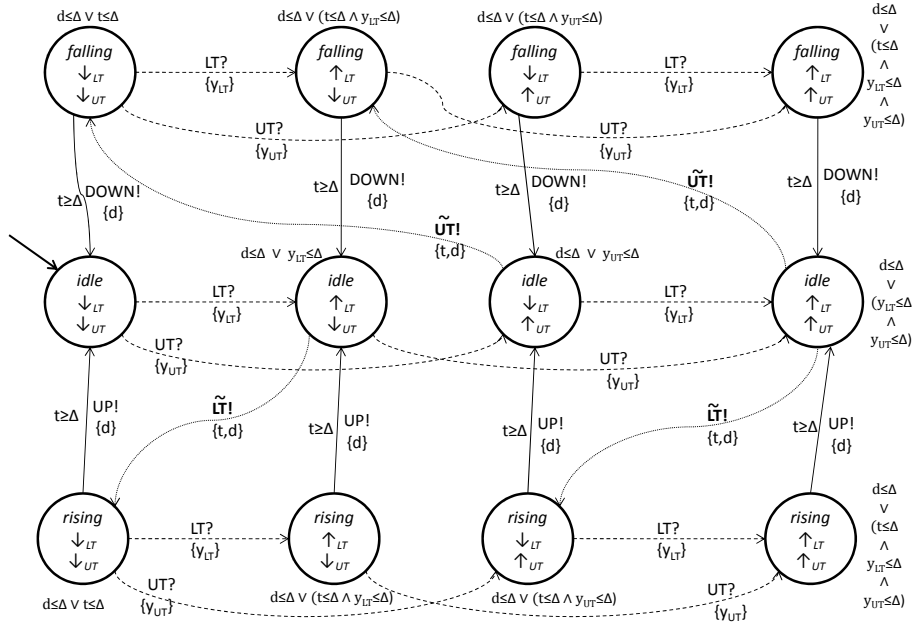 d≤Δ ∨ t≤Δ
d≤Δ ∨ (t≤Δ ∧ y_LT≤Δ)
d≤Δ ∨ (t≤Δ ∧ y_UT≤Δ)
d≤Δ
∨
(t≤Δ
∧
y_LT≤Δ
∧
y_UT≤Δ)
falling
↓LT
↓UT
LT?
{y_LT}
falling
↑LT
↓UT
falling
↓LT
↑UT
LT?
{y_LT}
falling
↑LT
↑UT
UT?
{y_UT}
UT?
{y_UT}
t≥Δ
DOWN!
{d}
t≥Δ
DOWN!
{d}
t≥Δ
DOWN!
{d}
t≥Δ
DOWN!
{d}
ŨT!
{t,d}
ŨT!
{t,d}
d≤Δ ∨ y_LT≤Δ
d≤Δ ∨ y_UT≤Δ
d≤Δ
∨
(y_LT≤Δ
∧
y_UT≤Δ)
idle
↓LT
↓UT
LT?
{y_LT}
idle
↑LT
↓UT
idle
↓LT
↑UT
LT?
{y_LT}
idle
↑LT
↑UT
UT?
{y_UT}
UT?
{y_UT}
t≥Δ
UP!
{d}
L̃T!
{t,d}
t≥Δ
UP!
{d}
t≥Δ
UP!
{d}
L̃T!
{t,d}
t≥Δ
UP!
{d}
rising
↓LT
↓UT
LT?
{y_LT}
rising
↑LT
↓UT
rising
↓LT
↑UT
LT?
{y_LT}
rising
↑LT
↑UT
d≤Δ
∨
(t≤Δ
∧
y_LT≤Δ
∧
y_UT≤Δ)
UT?
{y_UT}
UT?
{y_UT}
d≤Δ ∨ t≤Δ
d≤Δ ∨ (t≤Δ ∧ y_LT≤Δ)
d≤Δ ∨ (t≤Δ ∧ y_UT≤Δ)